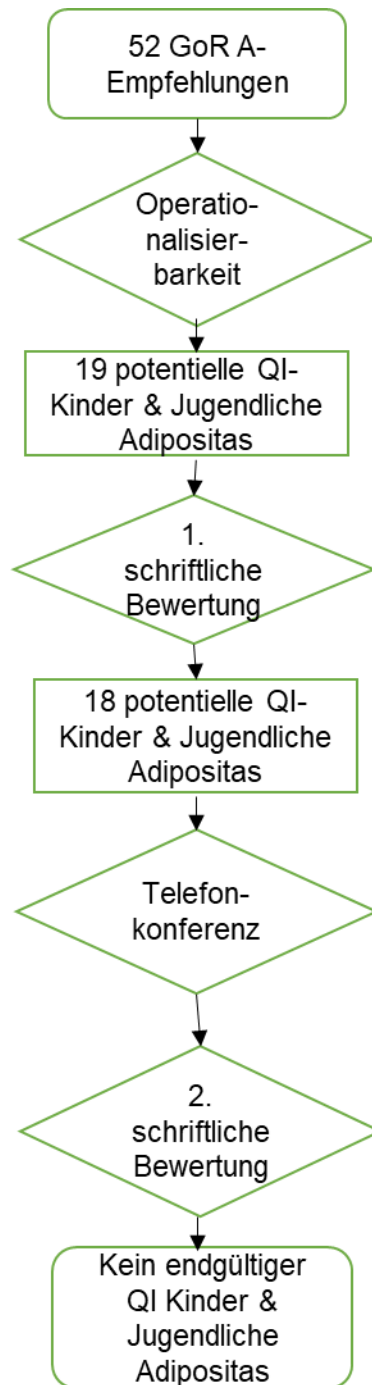 52 GoR A-
Empfehlungen
Operatio-
nalisier-
barkeit
19 potentielle QI-
Kinder & Jugendliche
Adipositas
1.
schriftliche
Bewertung
18 potentielle QI-
Kinder & Jugendliche
Adipositas
Telefon-
konferenz
2.
schriftliche
Bewertung
Kein endgültiger
QI Kinder &
Jugendliche
Adipositas